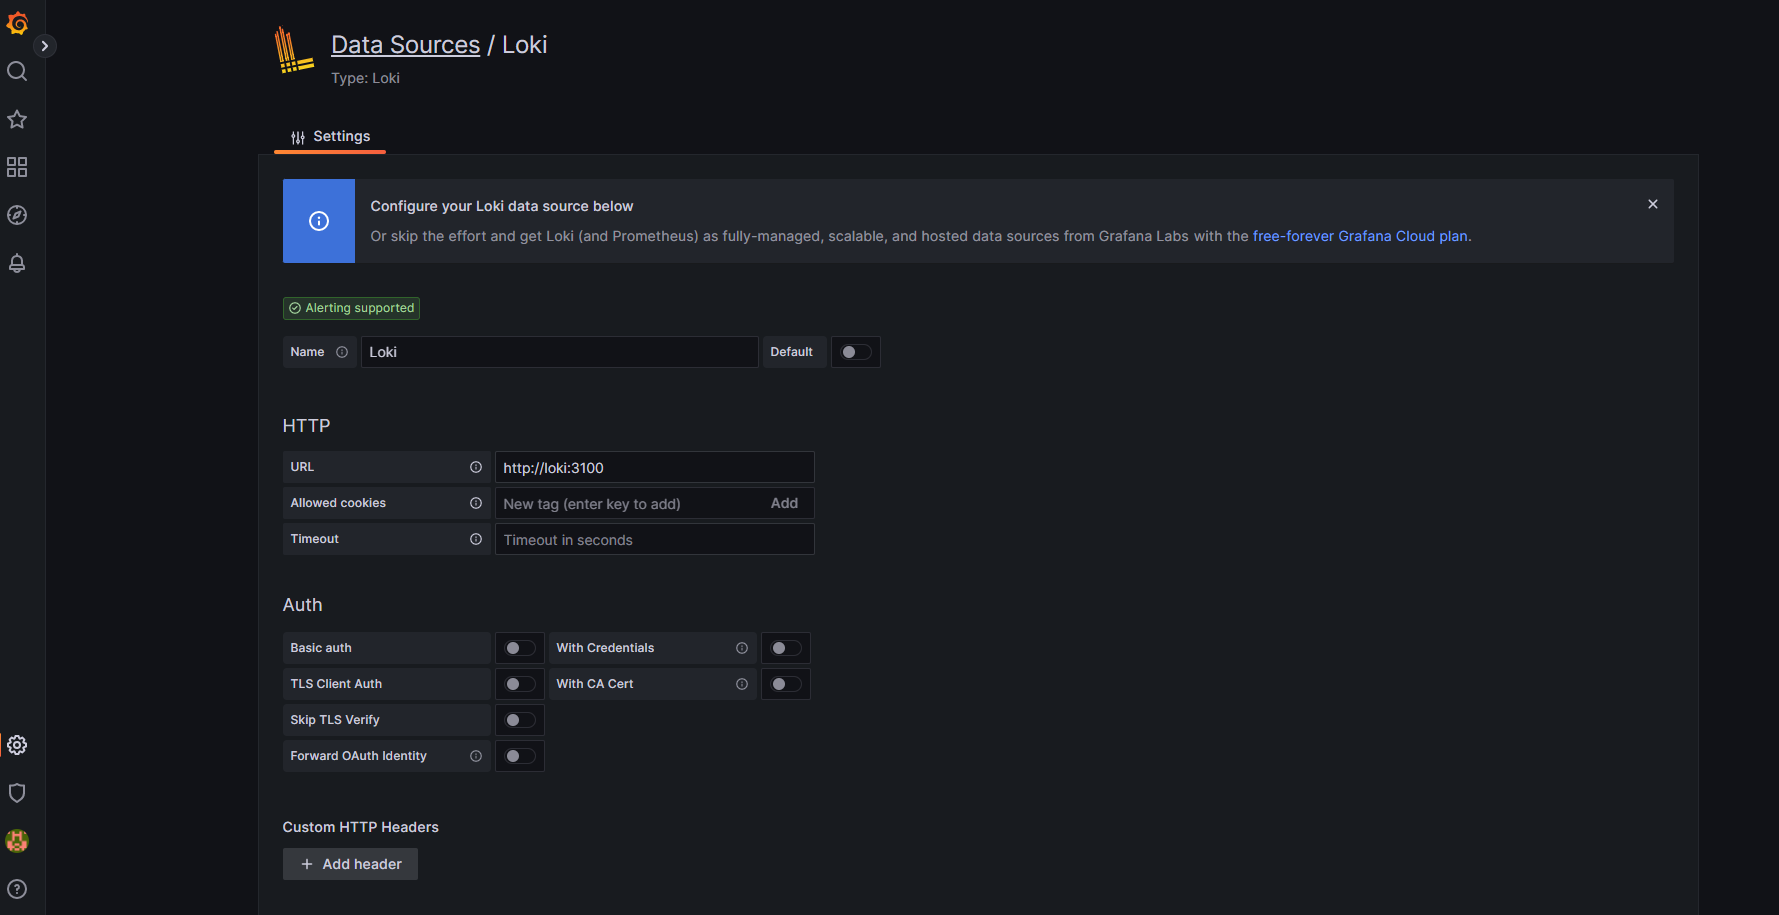 Data Sources / Loki
Type: Loki
Settings
Configure your Loki data source below
Or skip the effort and get Loki (and Prometheus) as fully-managed, scalable, and hosted data sources from Grafana Labs with the free-forever Grafana Cloud plan.
Alerting supported
Name Loki Default
HTTP
URL http://loki:3100
Allowed cookies New tag (enter key to add) Add
Timeout Timeout in seconds
Auth
Basic auth With Credentials
TLS Client Auth With CA Cert
Skip TLS Verify
Forward OAuth Identity
Custom HTTP Headers
+ Add header